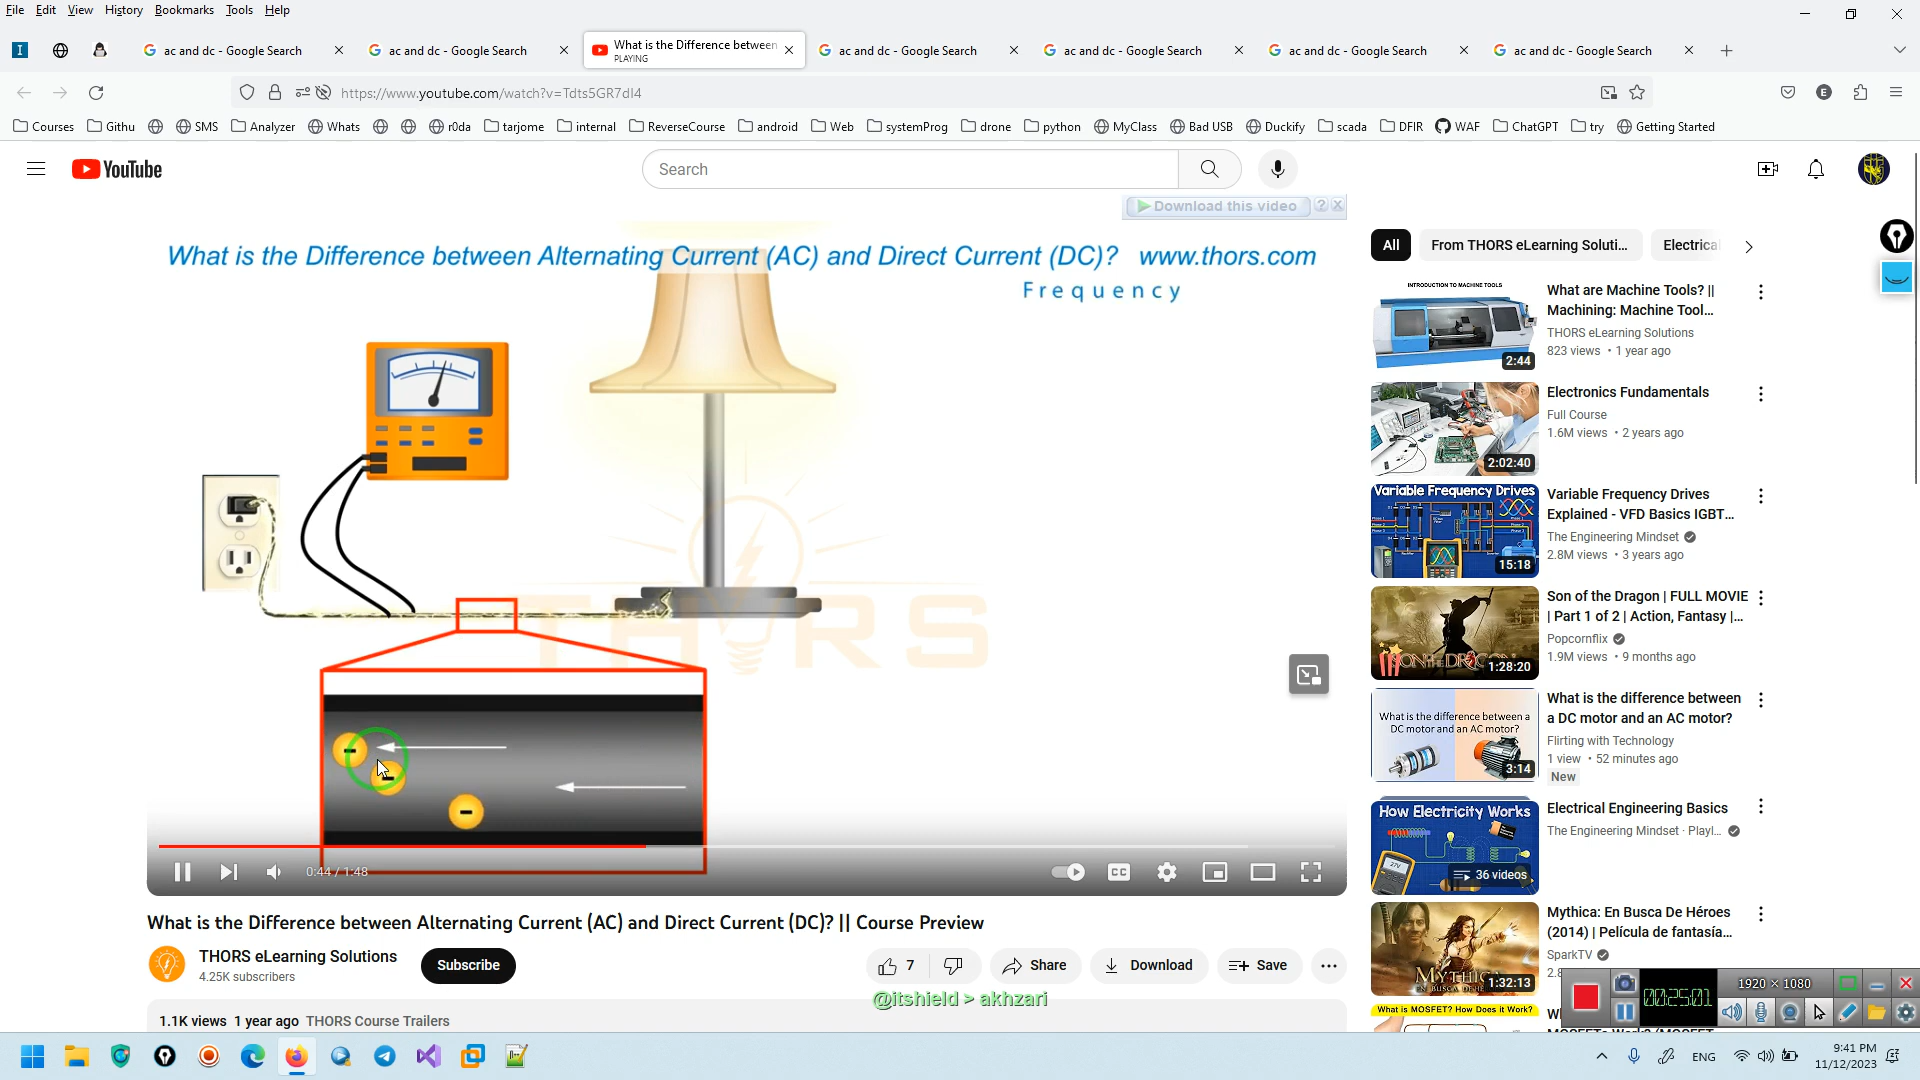 File Edit View History Bookmarks Tools Help
ac and dc - Google Search
ac and dc - Google Search
What is the Difference between
PLAYING
ac and dc - Google Search
ac and dc - Google Search
ac and dc - Google Search
ac and dc - Google Search
https://www.youtube.com/watch?v=Tdts5GR7dI4
E
Courses Githu SMS Analyzer Whats r0da tarjome internal ReverseCourse android Web systemProg drone python MyClass Bad USB Duckify scada DFIR WAF ChatGPT try Getting Started
YouTube
Search
Download this video ? x
What is the Difference between Alternating Current (AC) and Direct Current (DC)? www.thors.com
Frequency
THORS
0:44 / 1:48
CC
What is the Difference between Alternating Current (AC) and Direct Current (DC)? || Course Preview
THORS eLearning Solutions
4.25K subscribers
Subscribe
7
Share
Download
Save
@itshield > akhzari
1.1K views 1 year ago THORS Course Trailers
All From THORS eLearning Soluti... Electrica
INTRODUCTION TO MACHINE TOOLS
2:44
What are Machine Tools? ||
Machining: Machine Tool...
THORS eLearning Solutions
823 views • 1 year ago
2:02:40
Electronics Fundamentals
Full Course
1.6M views • 2 years ago
Variable Frequency Drives
15:18
Variable Frequency Drives
Explained - VFD Basics IGBT...
The Engineering Mindset
2.8M views • 3 years ago
1:28:20
Son of the Dragon | FULL MOVIE
| Part 1 of 2 | Action, Fantasy |...
Popcornflix
1.9M views • 9 months ago
What is the difference between a
DC motor and an AC motor?
3:14
What is the difference between
a DC motor and an AC motor?
Flirting with Technology
1 view • 52 minutes ago
New
How Electricity Works
36 videos
Electrical Engineering Basics
The Engineering Mindset · Playl...
MYTHICA
1:32:13
Mythica: En Busca De Héroes
(2014) | Película de fantasía...
SparkTV
What is MOSFET? How Does it Work?
1920 × 1080
00:25:01
ENG
9:41 PM
11/12/2023